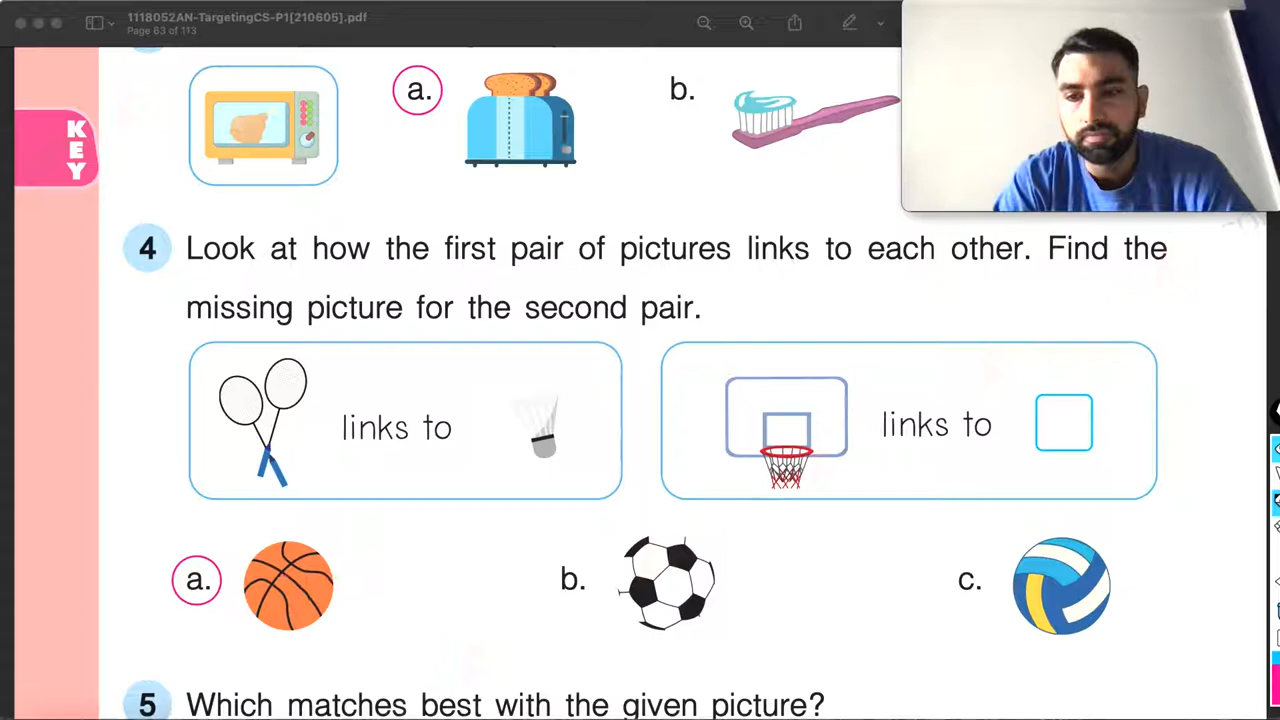 1118052AN-TargetingCS-P1[210605].pdf
Page 63 of 113
KEY
a.
b.
4 Look at how the first pair of pictures links to each other. Find the
missing picture for the second pair.
links to
links to
a.
b.
c.
5 Which matches best with the given picture?